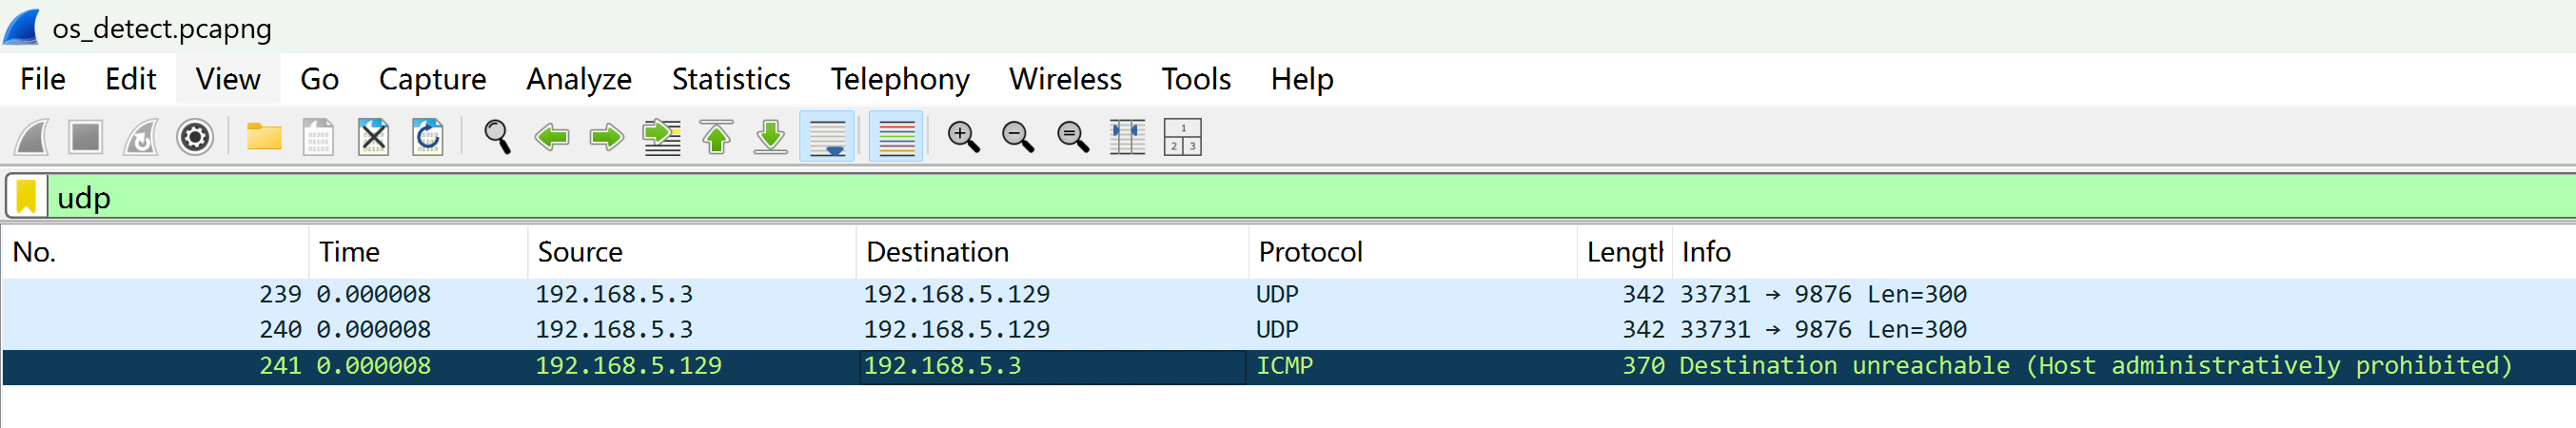 os_detect.pcapng
File Edit View Go Capture Analyze Statistics Telephony Wireless Tools Help
udp
No. Time Source Destination Protocol Length Info
239 0.000008 192.168.5.3 192.168.5.129 UDP 342 33731 → 9876 Len=300
240 0.000008 192.168.5.3 192.168.5.129 UDP 342 33731 → 9876 Len=300
241 0.000008 192.168.5.129 192.168.5.3 ICMP 370 Destination unreachable (Host administratively prohibited)